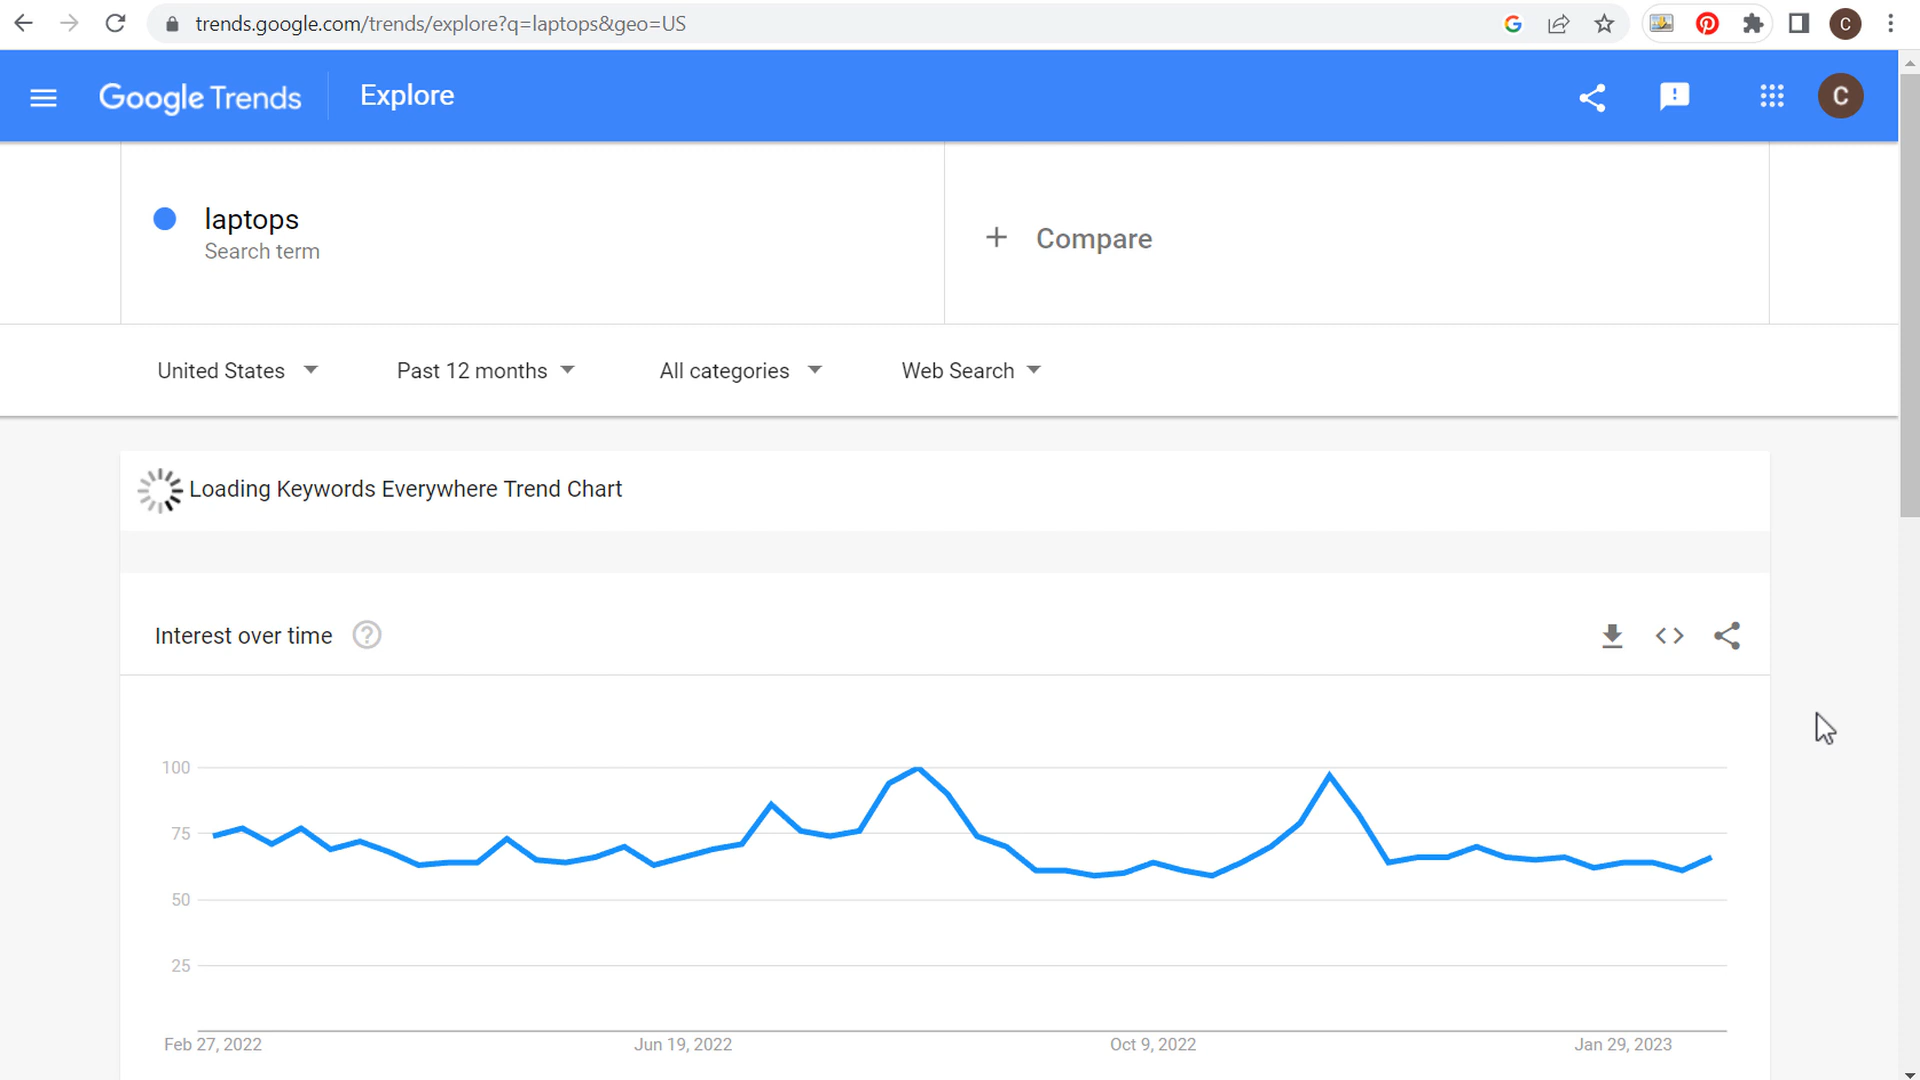 trends.google.com/trends/explore?q=laptops&geo=US
C
Google Trends
Explore
C
laptops
Search term
+ Compare
United States
Past 12 months
All categories
Web Search
Loading Keywords Everywhere Trend Chart
Interest over time
100
75
50
25
Feb 27, 2022
Jun 19, 2022
Oct 9, 2022
Jan 29, 2023